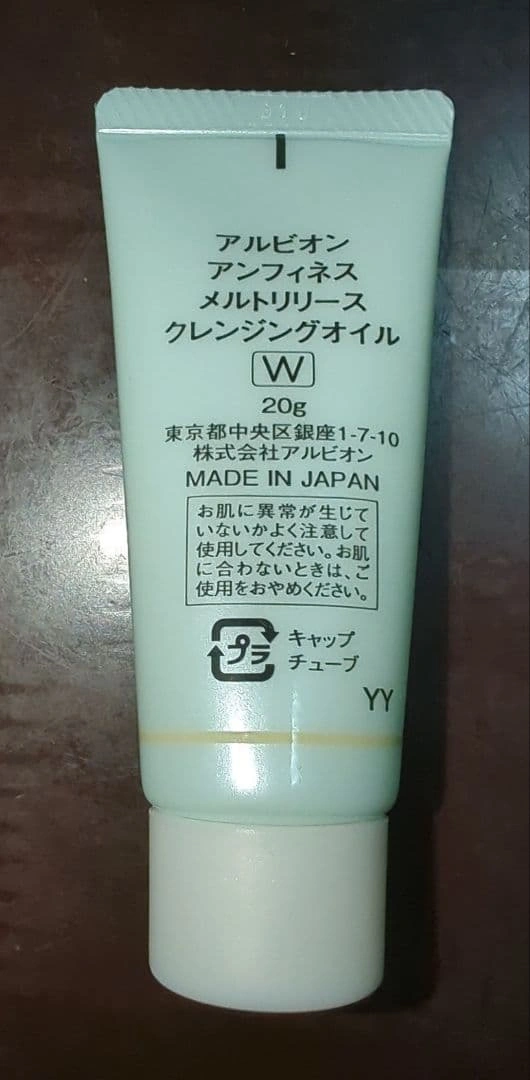 アルビオン
アンフィネス
メルトリリース
クレンジングオイル
W
20g
東京都中央区銀座1-7-10
株式会社アルビオン
MADE IN JAPAN
お肌に異常が生じて
いないかよく注意して
使用してください。お肌
に合わないときは、ご
使用をおやめください。
プラ
キャップ
チューブ
YY